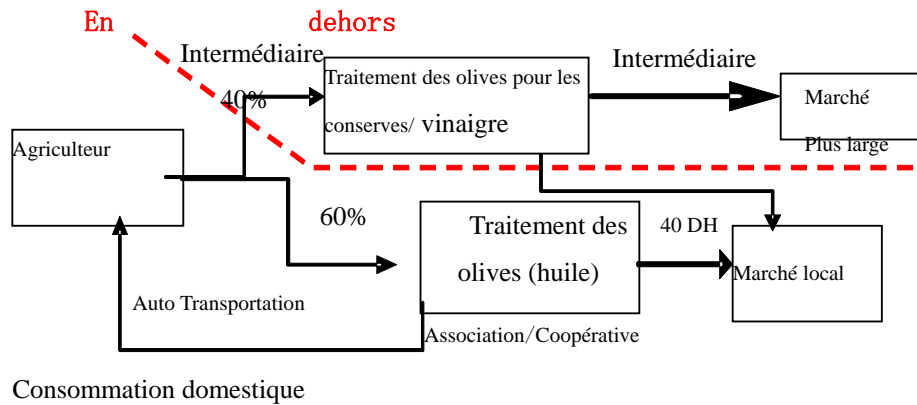 En dehors
Intermédiaire
Intermédiaire
Traitement des olives pour les
conserves/ vinaigre
40%
Marché
Plus large
Agriculteur
60%
Traitement des
olives (huile)
40 DH
Marché local
Auto Transportation
Association/Coopérative
Consommation domestique